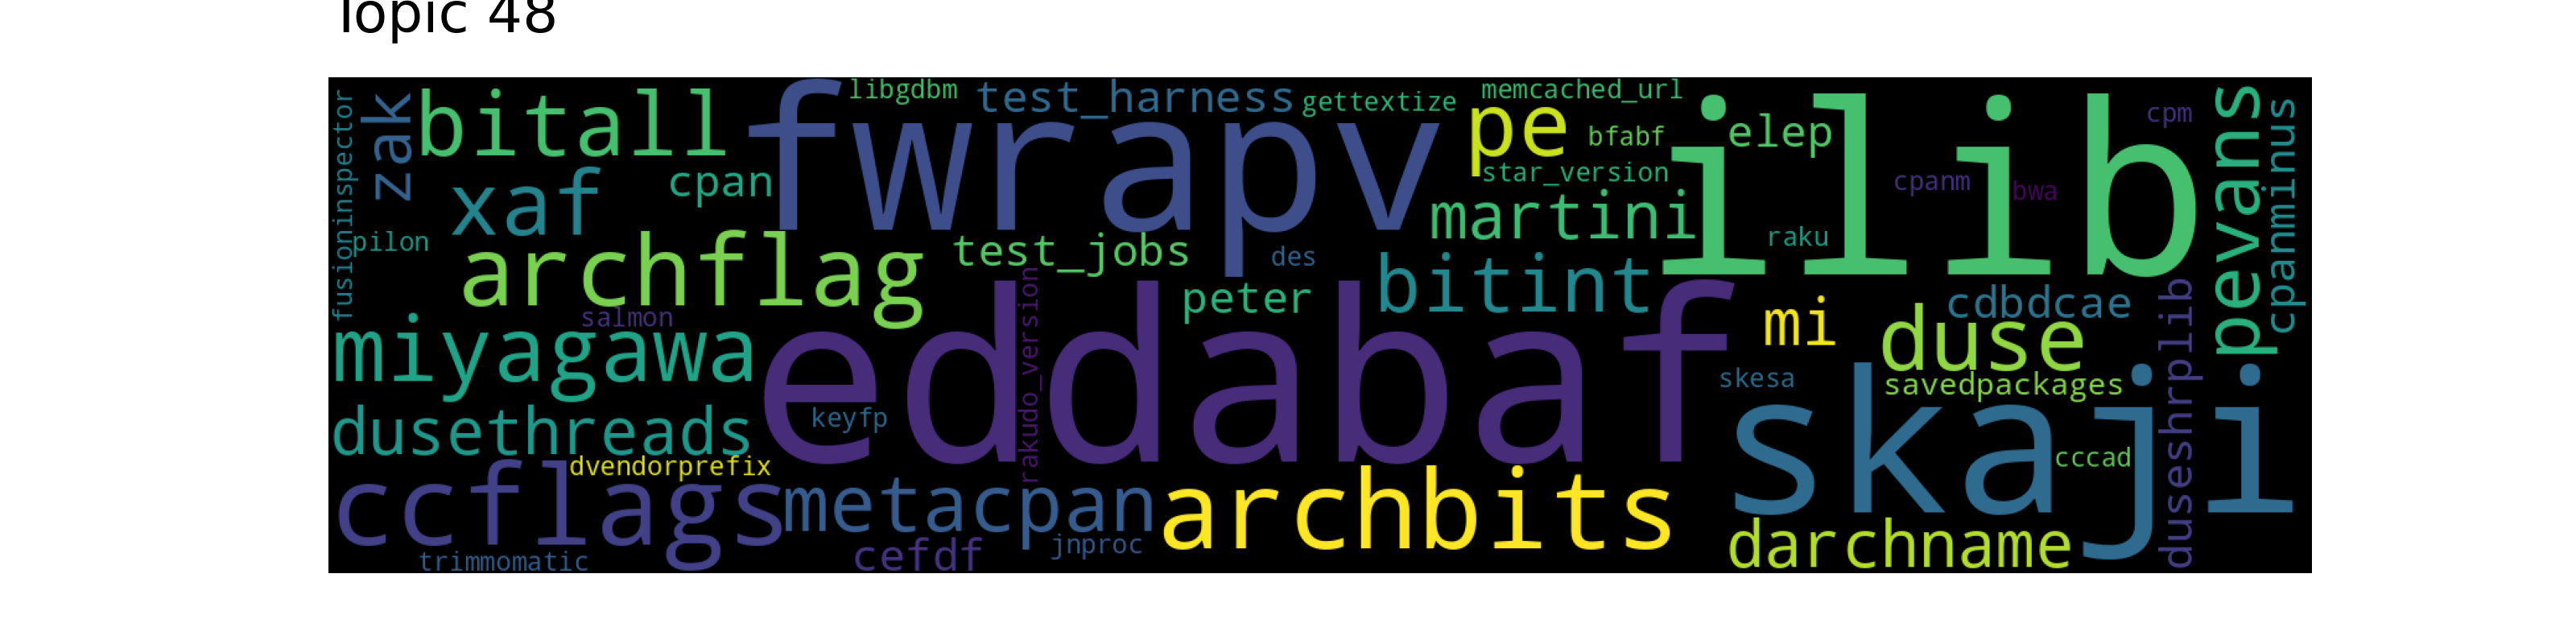 Topic 48
fusioninspector
zak
bitall
fwrapv
libgdbm
test_harness
gettextize
memcached_url
pe
bfabf
elep
ilib
cpm
pevans
cpanminus
xaf
cpan
star_version
cpanm
bwa
martini
raku
pilon
archflag
test_jobs
des
bitint
peter
salmon
rakudo_version
miyagawa
eddabaf
mi
duse
cdbdcae
duseshrplib
skesa
savedpackages
skaji
dusethreads
keyfp
cccad
dvendorprefix
ccflags
metacpan
archbits
jnproc
darchname
trimmomatic
cefdf